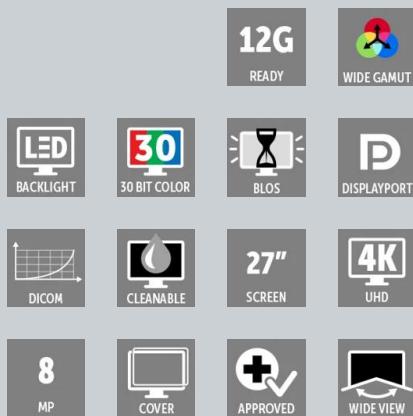 12G
READY
WIDE GAMUT
LED
BACKLIGHT
30
30 BIT COLOR
BLOS
DISPLAYPORT
DICOM
CLEANABLE
27"
SCREEN
4K
UHD
8
MP
COVER
APPROVED
WIDE VIEW